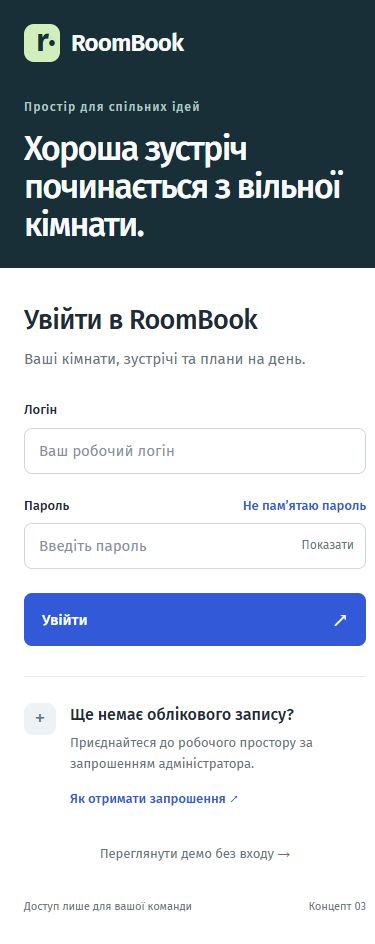 r.
RoomBook
Простір для спільних ідей
Хороша зустріч
починається з вільної
кімнати.
Увійти в RoomBook
Ваші кімнати, зустрічі та плани на день.
Логін
Ваш робочий логін
Пароль
Не пам’ятаю пароль
Введіть пароль
Показати
Увійти ↗
+
Ще немає облікового запису?
Приєднайтеся до робочого простору за
запрошенням адміністратора.
Як отримати запрошення ↗
Переглянути демо без входу →
Доступ лише для вашої команди
Концепт 03